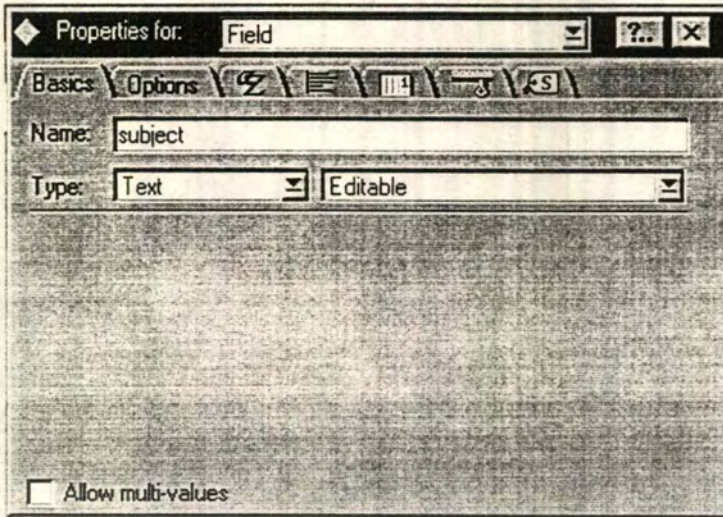 Properties for: Field ?.. X
Basics Options
Name: subject
Type: Text Editable
Allow multi-values